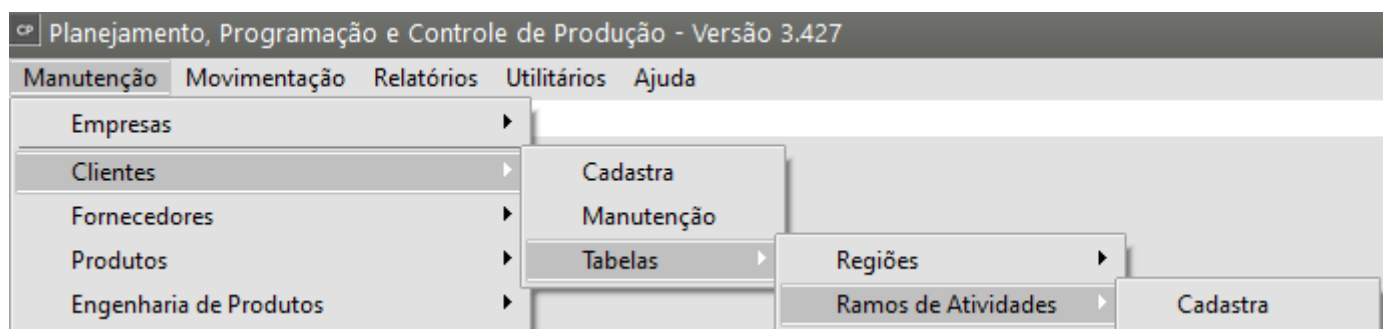 CP Planejamento, Programação e Controle de Produção - Versão 3.427
Manutenção Movimentação Relatórios Utilitários Ajuda
Empresas
Clientes Cadastra
Fornecedores Manutenção
Produtos Tabelas Regiões
Engenharia de Produtos Ramos de Atividades Cadastra